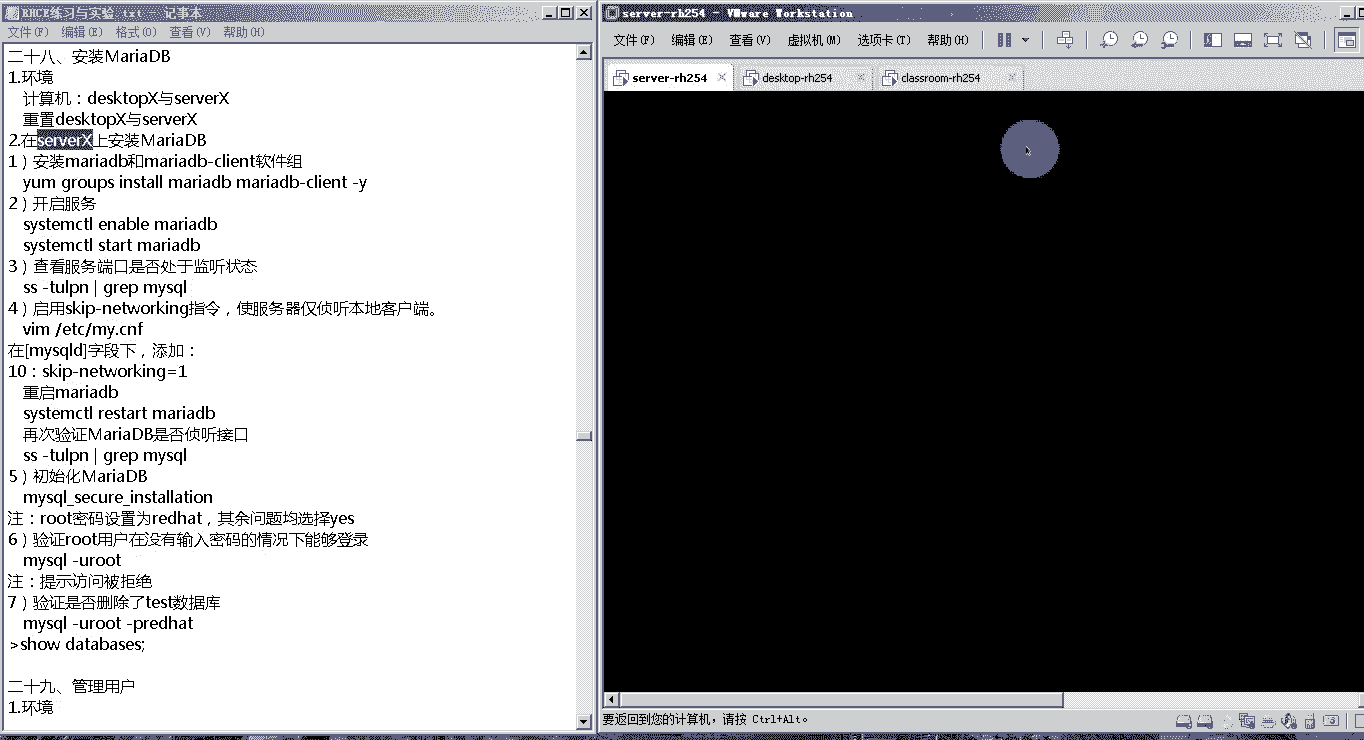 RHCE练习与实验.txt - 记事本
文件(F) 编辑(E) 格式(O) 查看(V) 帮助(H)
二十八、安装MariaDB
1.环境
计算机：desktopX与serverX
重置desktopX与serverX
2.在serverX上安装MariaDB
1）安装mariadb和mariadb-client软件组
yum groups install mariadb mariadb-client -y
2）开启服务
systemctl enable mariadb
systemctl start mariadb
3）查看服务端口是否处于监听状态
ss -tulpn | grep mysql
4）启用skip-networking指令，使服务器仅侦听本地客户端。
vim /etc/my.cnf
在[mysqld]字段下，添加：
10：skip-networking=1
重启mariadb
systemctl restart mariadb
再次验证MariaDB是否侦听接口
ss -tulpn | grep mysql
5）初始化MariaDB
mysql_secure_installation
注：root密码设置为redhat，其余问题均选择yes
6）验证root用户在没有输入密码的情况下能够登录
mysql -uroot
注：提示访问被拒绝
7）验证是否删除了test数据库
mysql -uroot -predhat
>show databases;
二十九、管理用户
1.环境
server-rh254 - VMware Workstation
文件(F) 编辑(E) 查看(V) 虚拟机(M) 选项卡(T) 帮助(H)
server-rh254 desktop-rh254 classroom-rh254
要返回到您的计算机，请按 Ctrl+Alt。